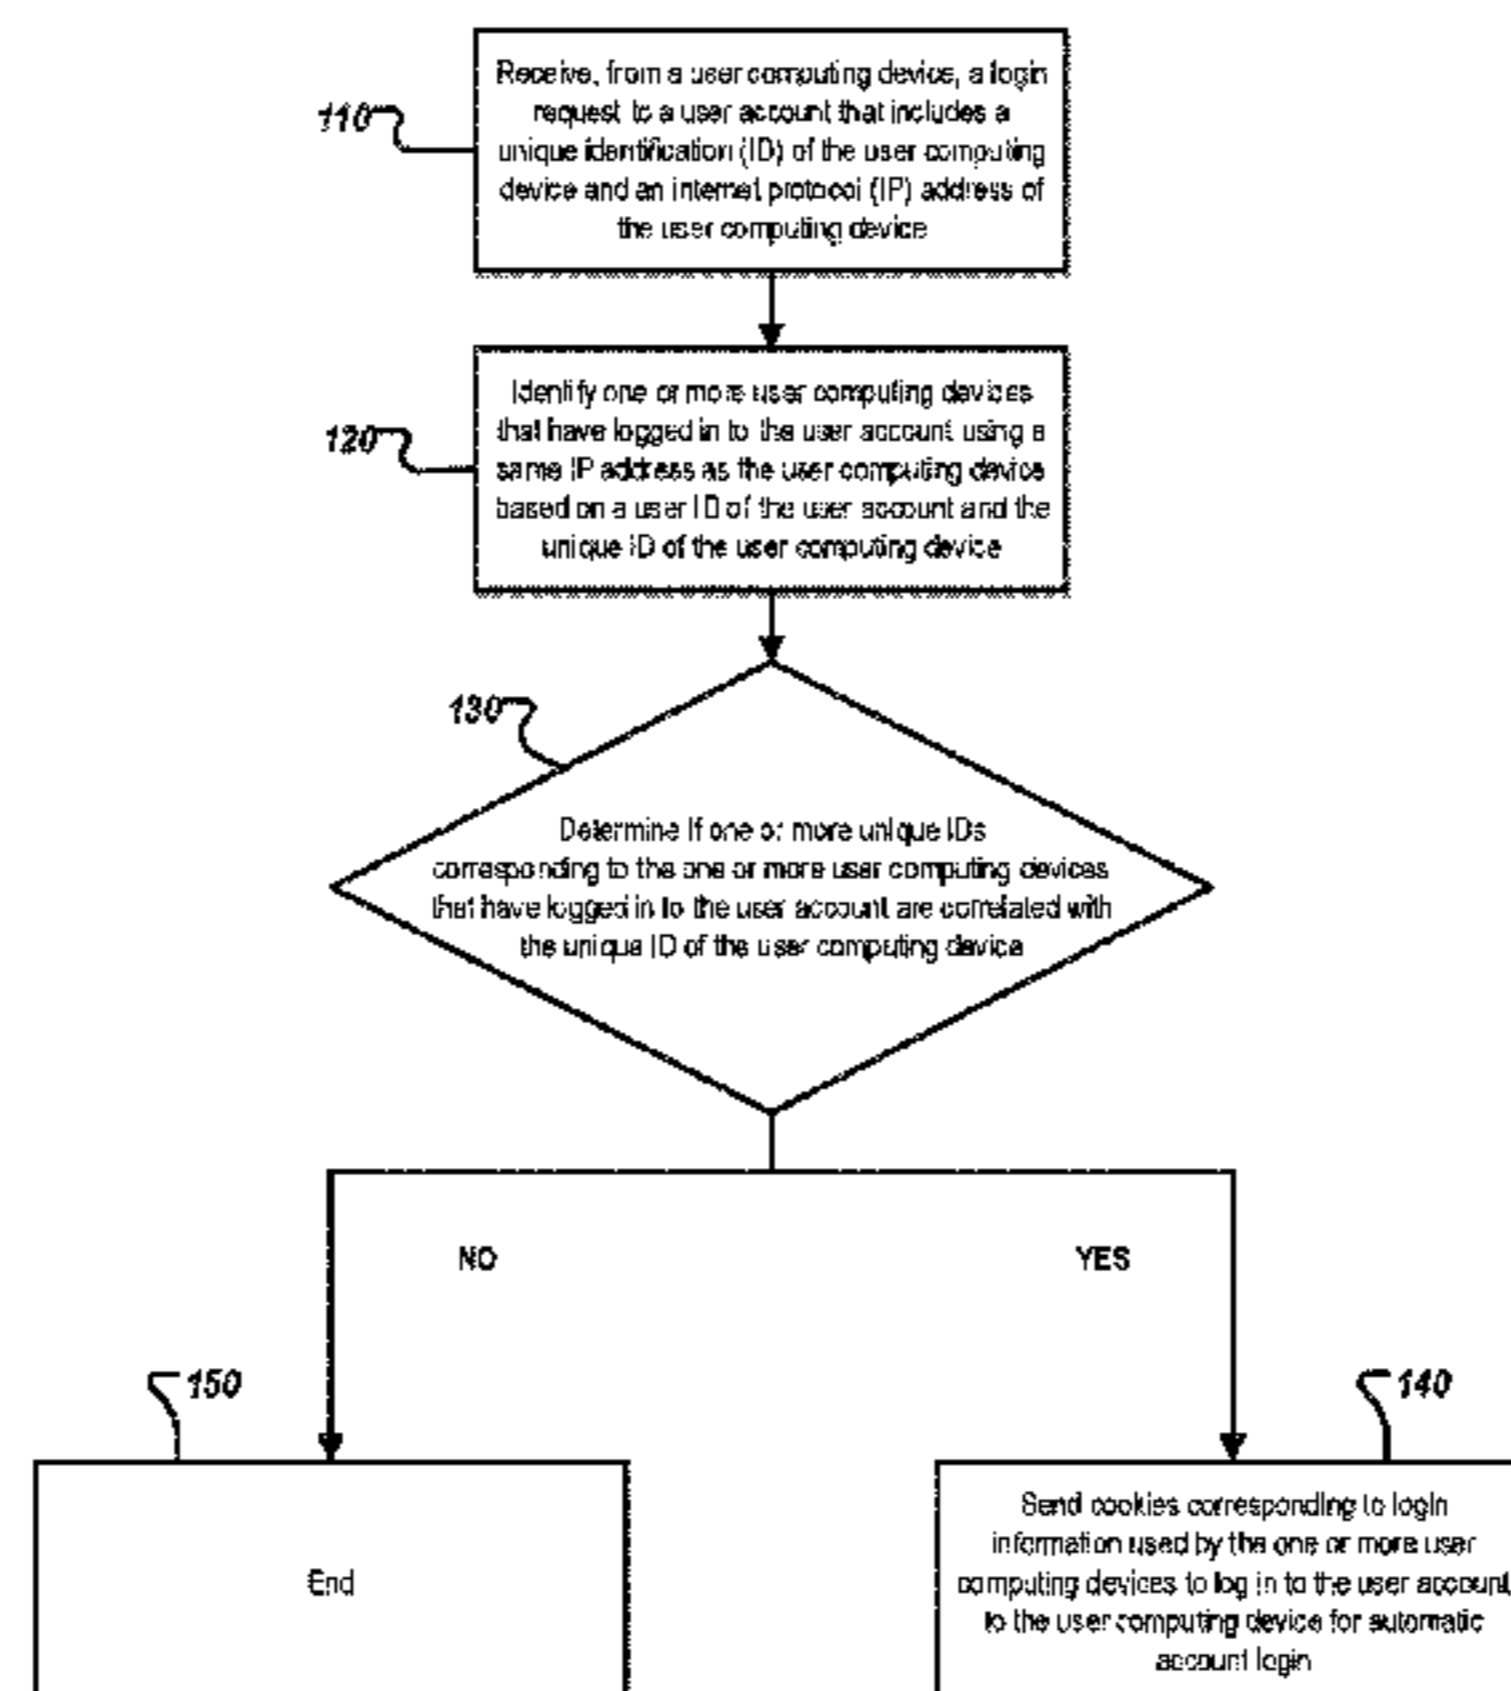 110
Receive, from a user computing device, a login
request to a user account that includes a
unique identification (ID) of the user computing
device and an internet protocol (IP) address of
the user computing device
120
Identify one or more user computing devices
that have logged in to the user account using a
same IP address as the user computing device
based on a user ID of the user account and the
unique ID of the user computing device
130
Determine if one or more unique IDs
corresponding to the one or more user computing devices
that have logged in to the user account are correlated with
the unique ID of the user computing device
NO
YES
150
140
End
Send cookies corresponding to login
information used by the one or more user
computing devices to log in to the user account
to the user computing device for automatic
account login